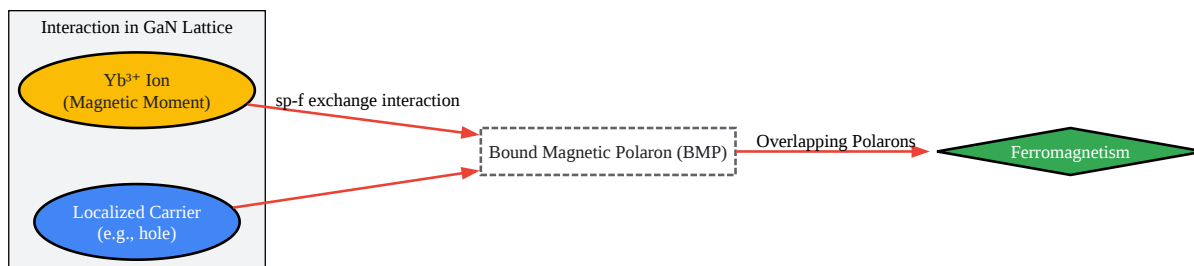 Interaction in GaN Lattice
Yb³⁺ Ion
(Magnetic Moment)
sp-f exchange interaction
Localized Carrier
(e.g., hole)
Bound Magnetic Polaron (BMP)
Overlapping Polarons
Ferromagnetism